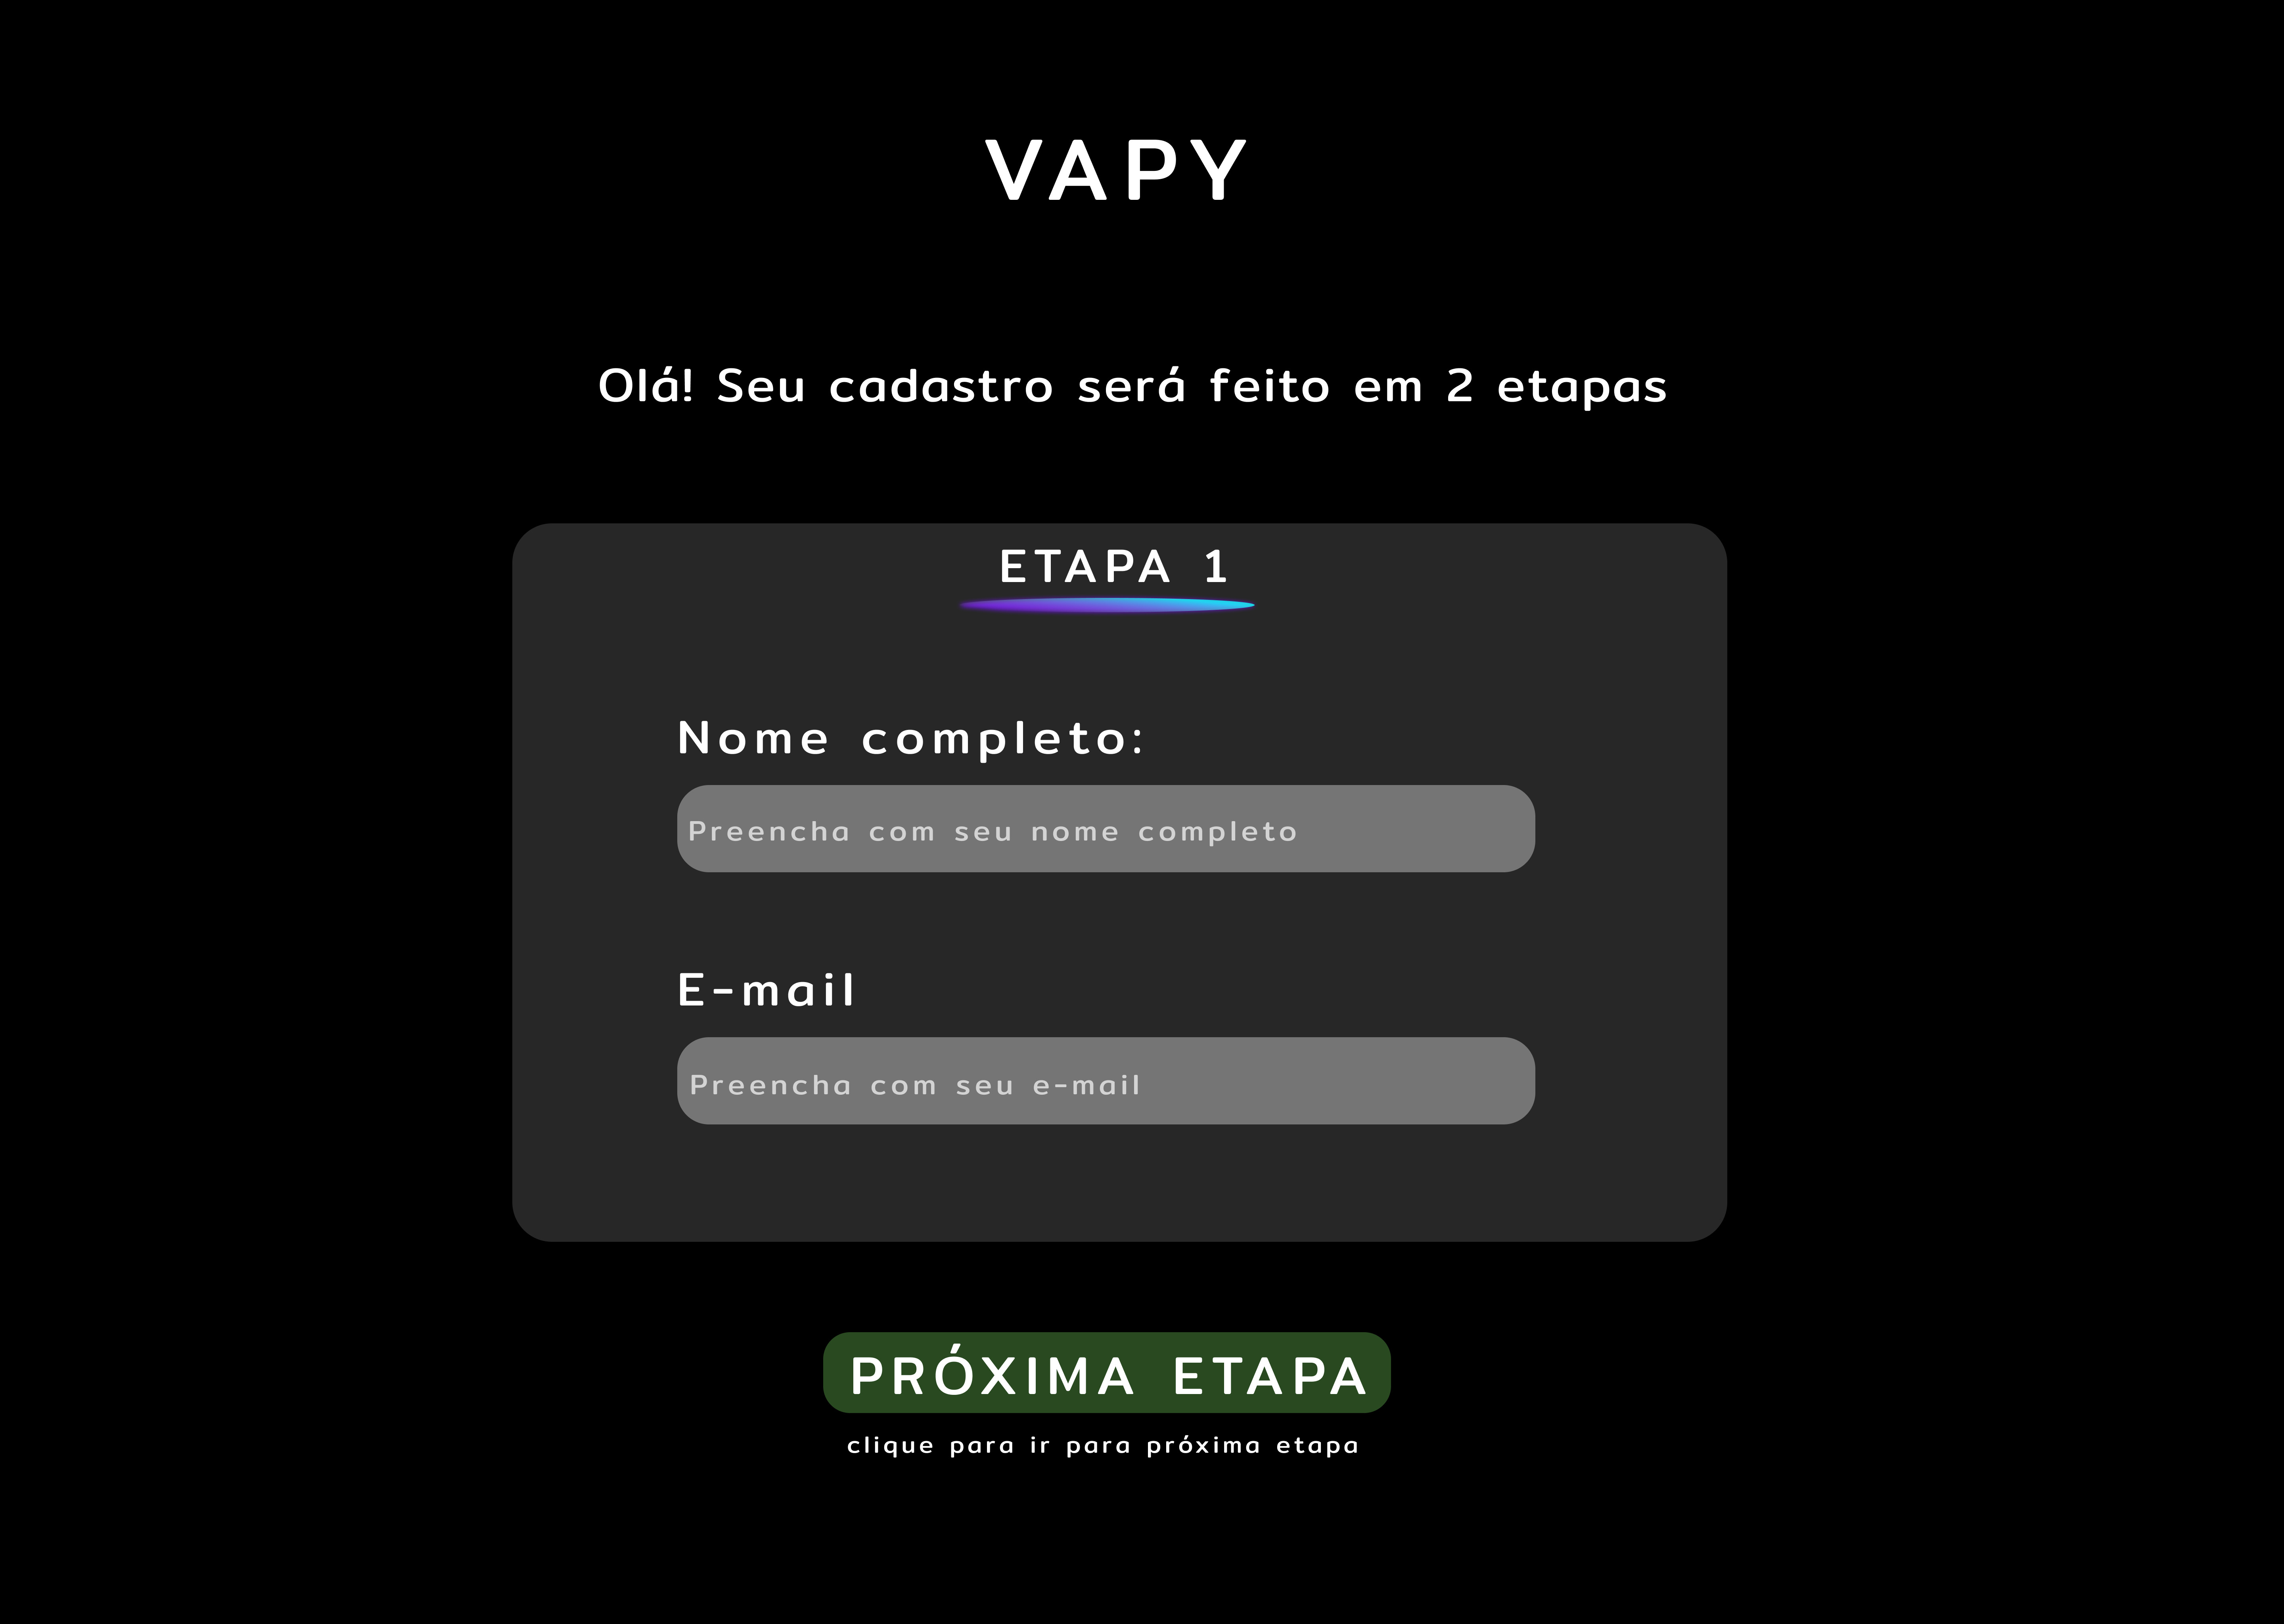 VAPY
Olá! Seu cadastro será feito em 2 etapas
ETAPA 1
Nome completo:
Preencha com seu nome completo
E-mail
Preencha com seu e-mail
PRÓXIMA ETAPA
clique para ir para próxima etapa